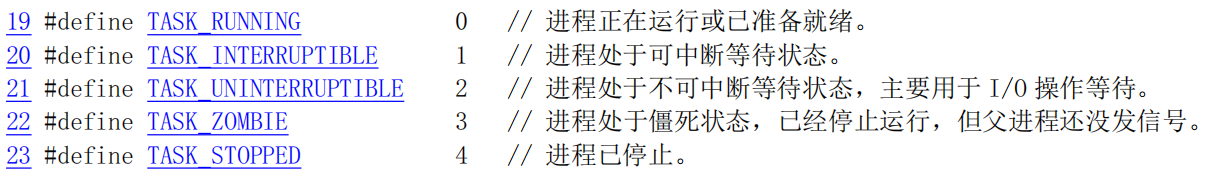 19 #define TASK_RUNNING 0 // 进程正在运行或已准备就绪。
20 #define TASK_INTERRUPTIBLE 1 // 进程处于可中断等待状态。
21 #define TASK_UNINTERRUPTIBLE 2 // 进程处于不可中断等待状态，主要用于 I/O 操作等待。
22 #define TASK_ZOMBIE 3 // 进程处于僵死状态，已经停止运行，但父进程还没发信号。
23 #define TASK_STOPPED 4 // 进程已停止。